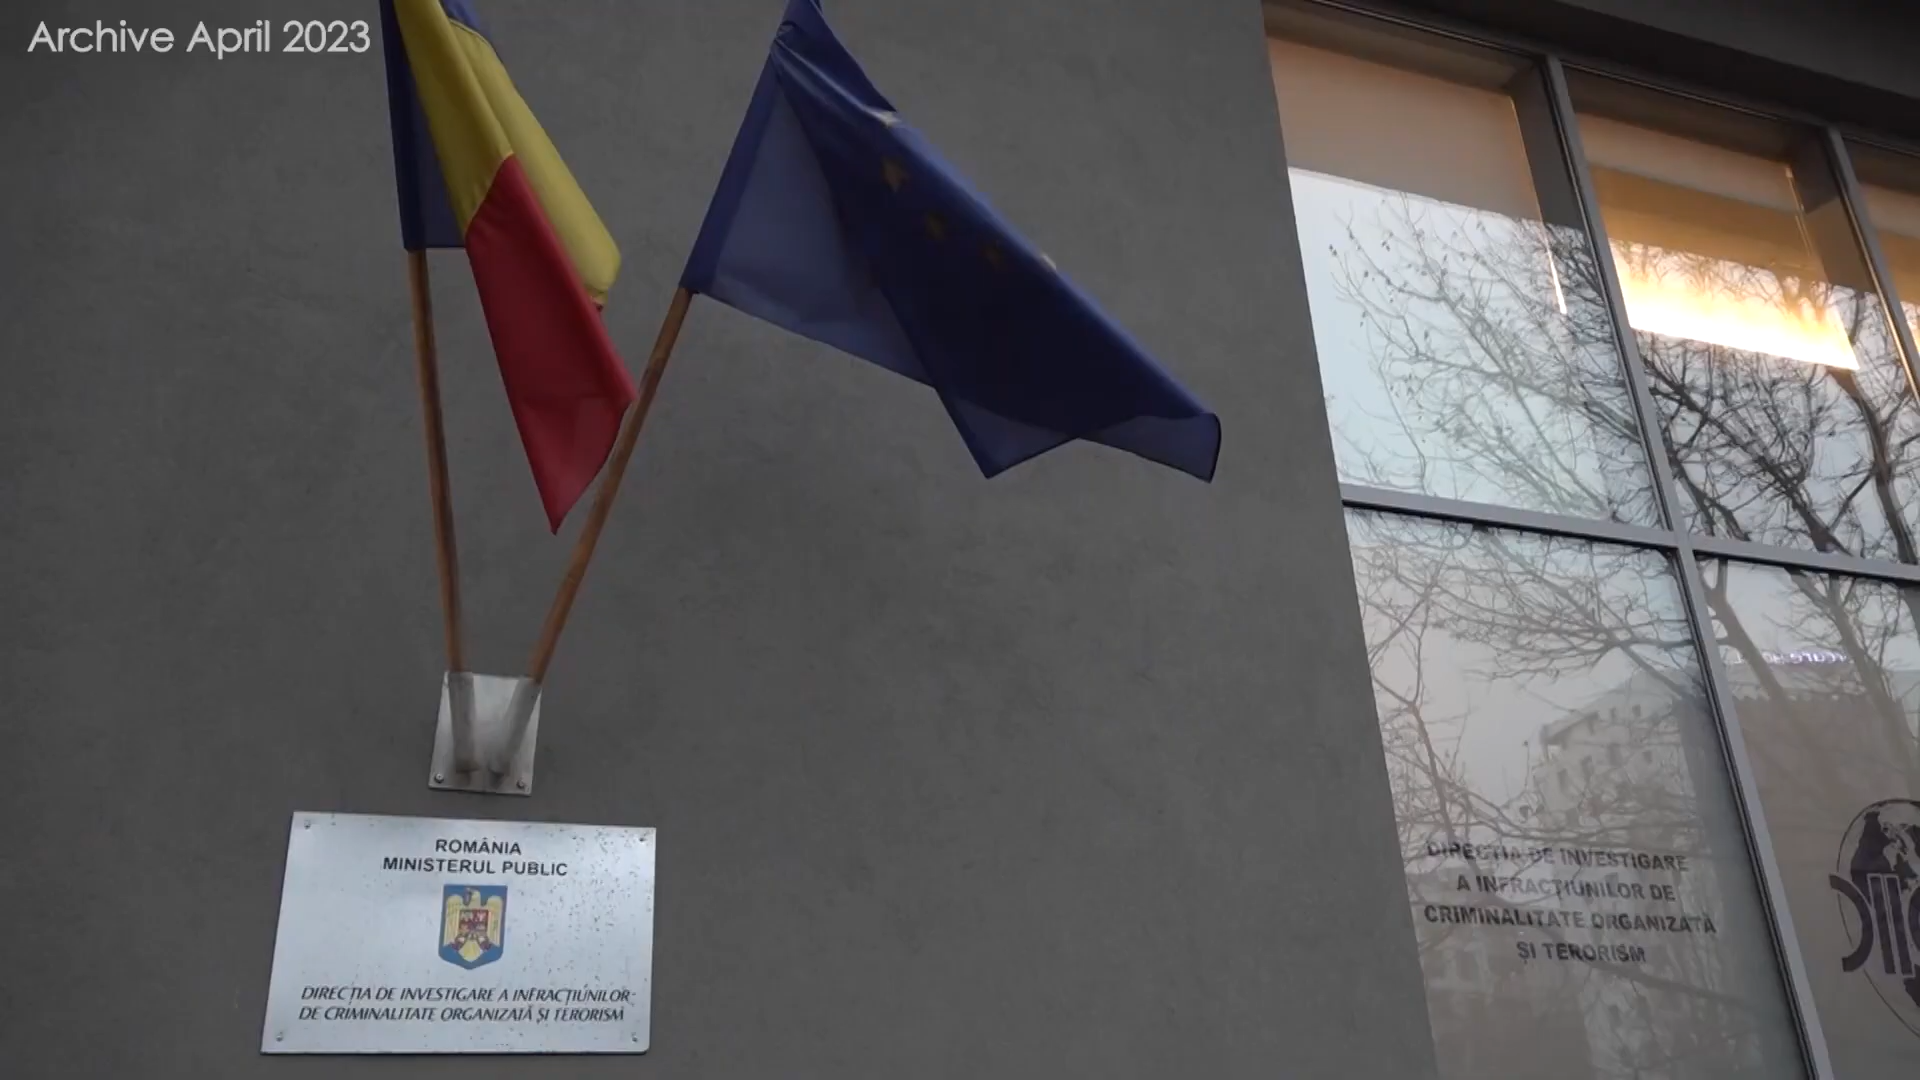 Archive April 2023
ROMÂNIA
MINISTERUL PUBLIC
DIRECȚIA DE INVESTIGARE A INFRACȚIUNILOR
DE CRIMINALITATE ORGANIZATĂ ȘI TERORISM
DIRECȚIA DE INVESTIGARE
A INFRACȚIUNILOR DE
CRIMINALITATE ORGANIZATĂ
ȘI TERORISM